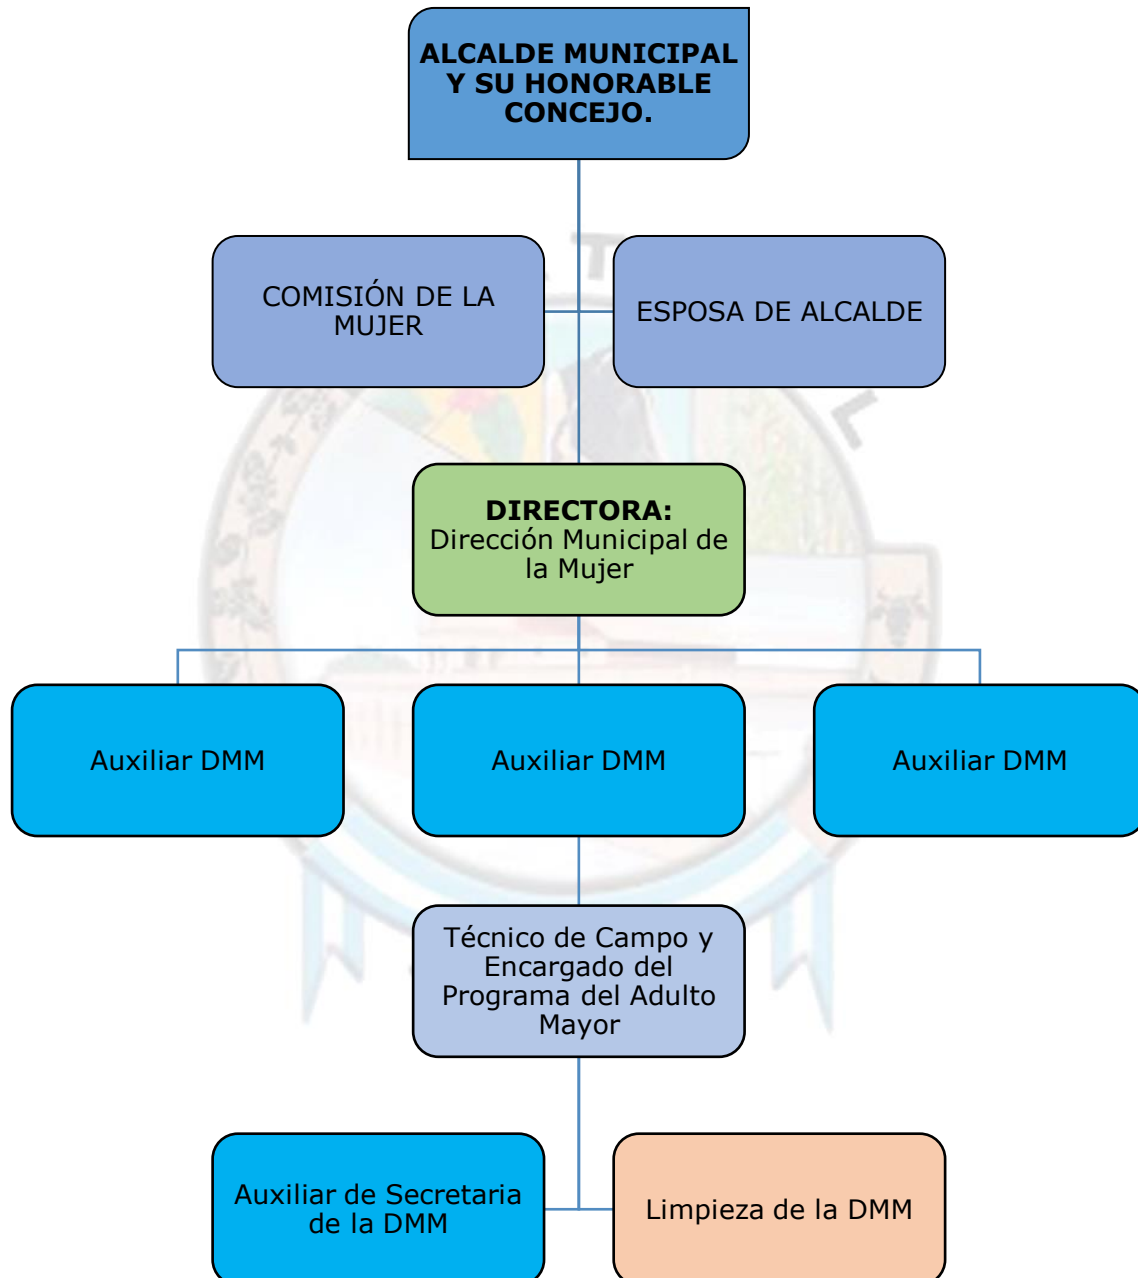 ALCALDE MUNICIPAL
Y SU HONORABLE
CONCEJO.
COMISIÓN DE LA
MUJER
ESPOSA DE ALCALDE
DIRECTORA:
Dirección Municipal de
la Mujer
Auxiliar DMM
Auxiliar DMM
Auxiliar DMM
Técnico de Campo y
Encargado del
Programa del Adulto
Mayor
Auxiliar de Secretaria
de la DMM
Limpieza de la DMM